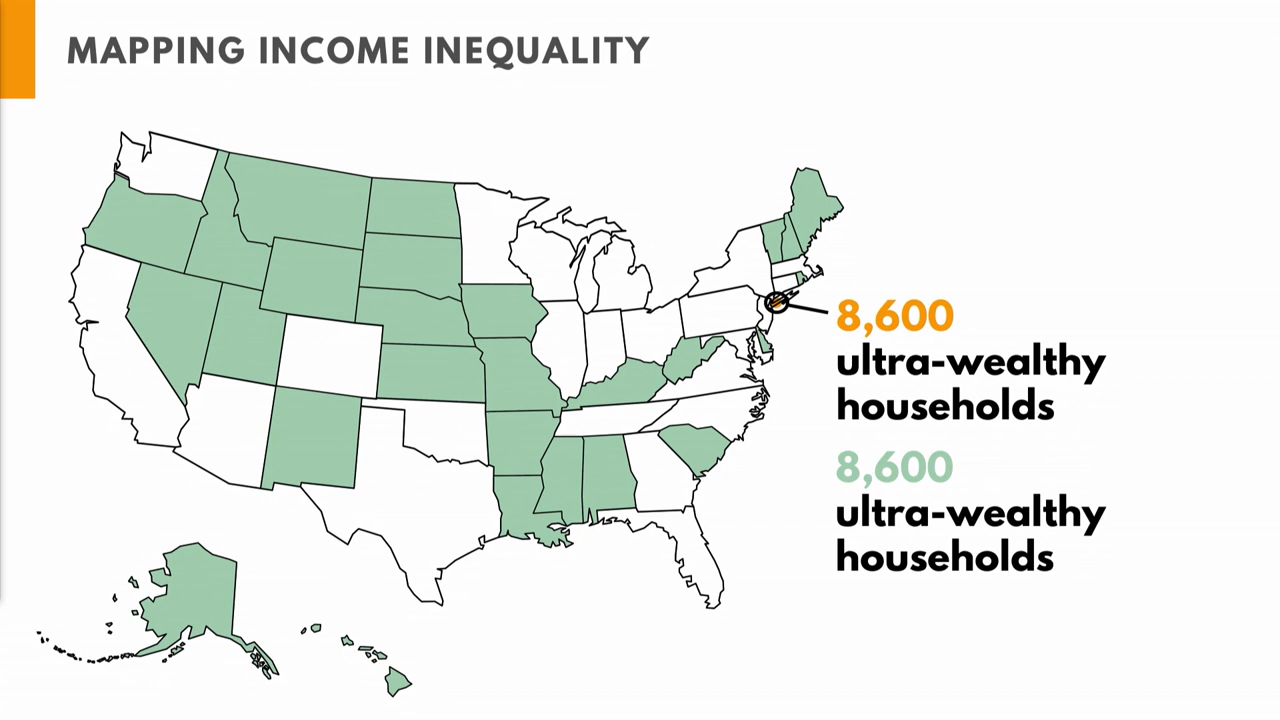 MAPPING INCOME INEQUALITY
8,600
ultra-wealthy
households
8,600
ultra-wealthy
households